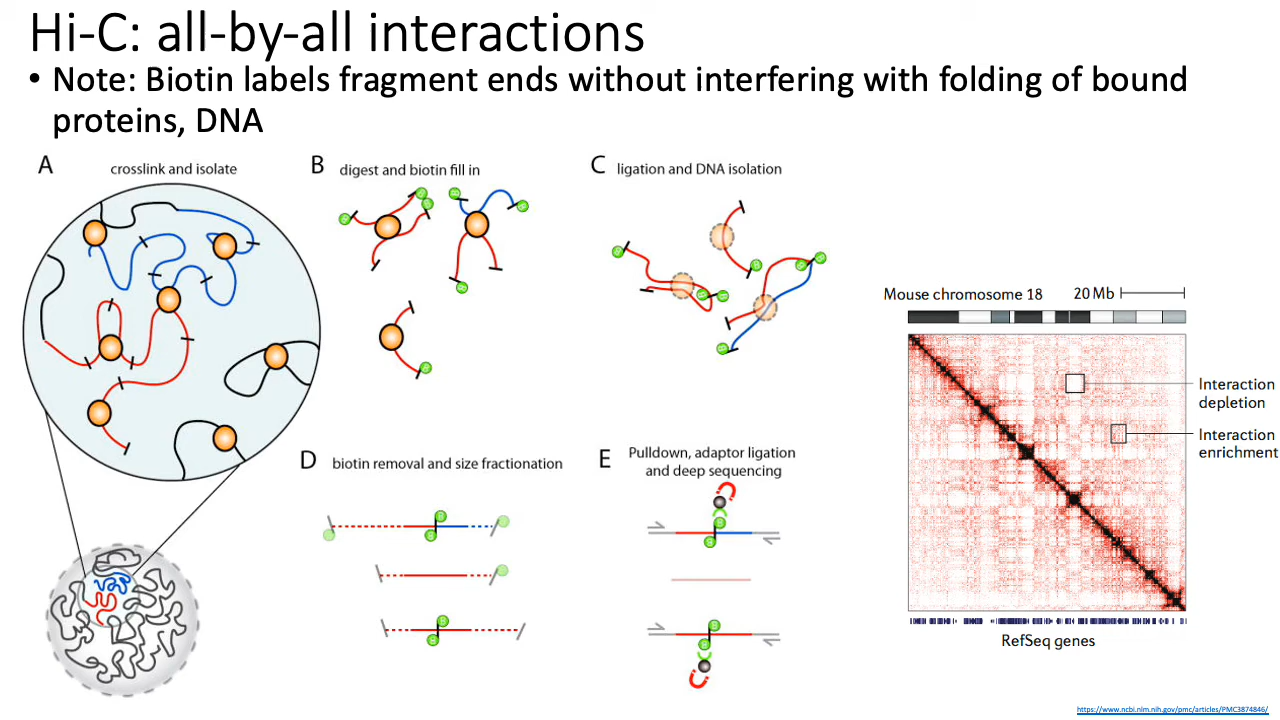 Hi-C: all-by-all interactions
• Note: Biotin labels fragment ends without interfering with folding of bound
proteins, DNA
A crosslink and isolate
B digest and biotin fill in
C ligation and DNA isolation
Mouse chromosome 18 20 Mb
Interaction
depletion
Interaction
enrichment
RefSeq genes
D biotin removal and size fractionation
E Pulldown, adaptor ligation
and deep sequencing
https://www.ncbi.nlm.nih.gov/pmc/articles/PMC3874846/